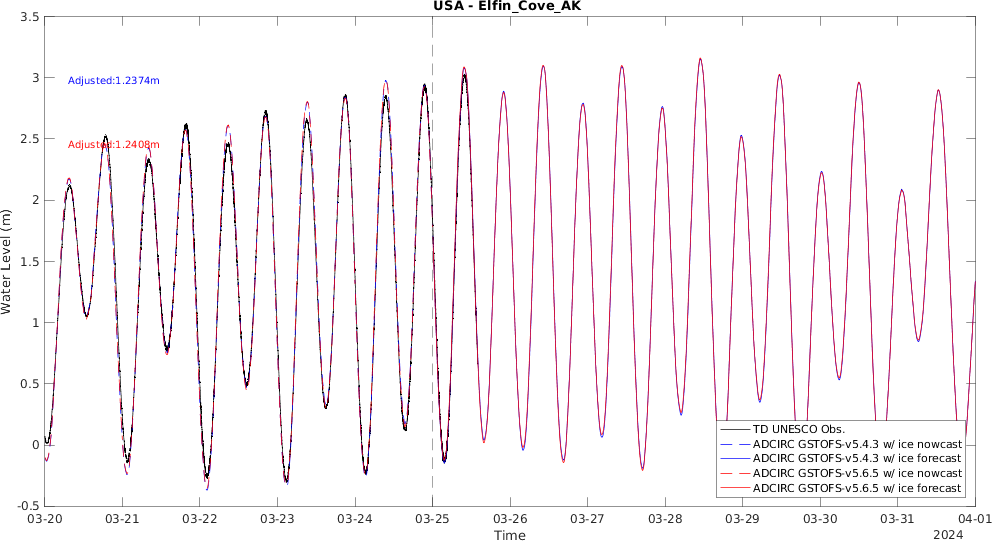 USA - Elfin_Cove_AK
3.5
3
2.5
2
1.5
1
0.5
0
-0.5
Water Level (m)
Adjusted:1.2374m
Adjusted:1.2408m
TD UNESCO Obs.
ADCIRC GSTOFS-v5.4.3 w/ ice nowcast
ADCIRC GSTOFS-v5.4.3 w/ ice forecast
ADCIRC GSTOFS-v5.6.5 w/ ice nowcast
ADCIRC GSTOFS-v5.6.5 w/ ice forecast
03-20 03-21 03-22 03-23 03-24 03-25 03-26 03-27 03-28 03-29 03-30 03-31 04-01
Time
2024